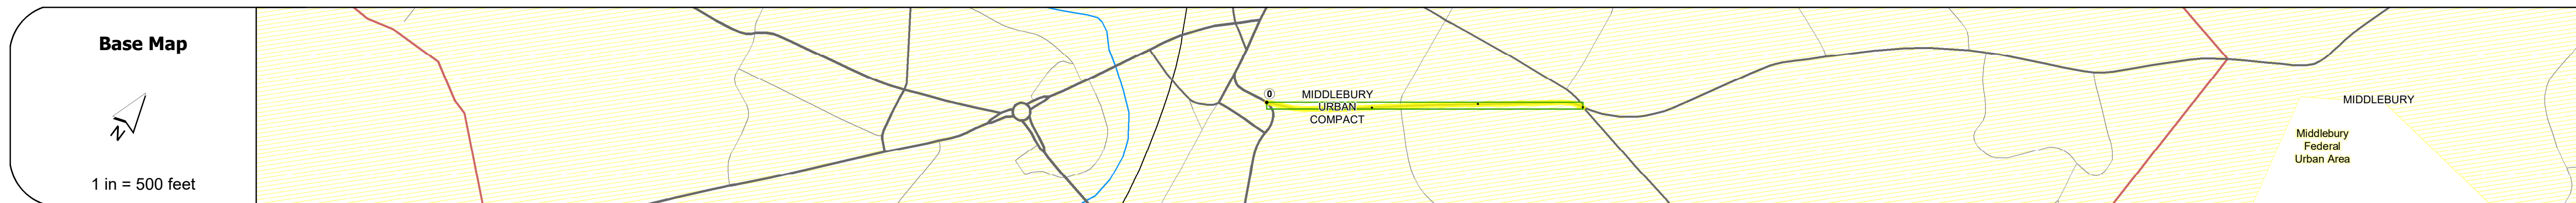 Base Map
N
1 in = 500 feet
0
MIDDLEBURY
URBAN
COMPACT
MIDDLEBURY
Middlebury
Federal
Urban Area